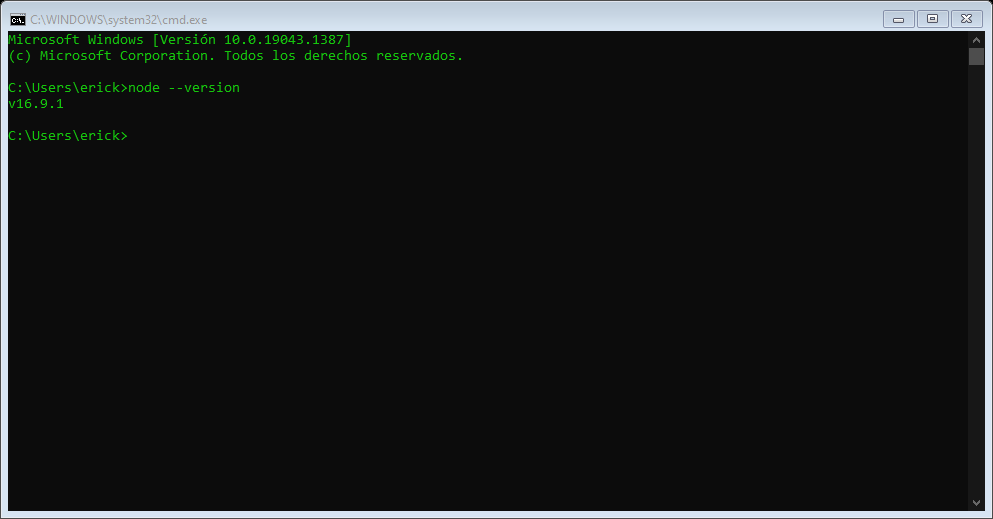 C:\WINDOWS\system32\cmd.exe
Microsoft Windows [Versión 10.0.19043.1387]
(c) Microsoft Corporation. Todos los derechos reservados.
C:\Users\erick>node --version
v16.9.1
C:\Users\erick>